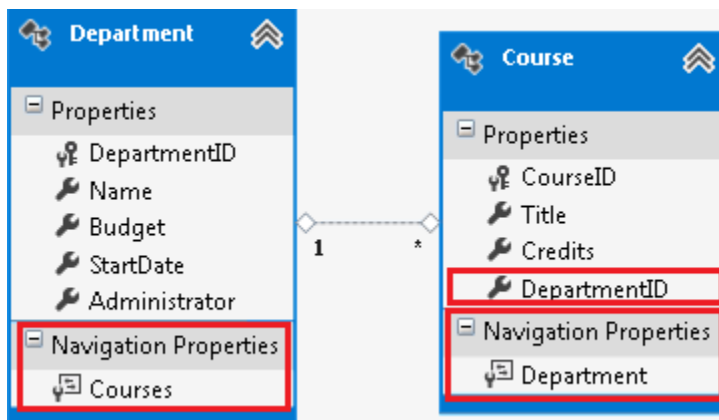 Department
Properties
DepartmentID
Name
Budget
StartDate
Administrator
Navigation Properties
Courses
1
*
Course
Properties
CourseID
Title
Credits
DepartmentID
Navigation Properties
Department